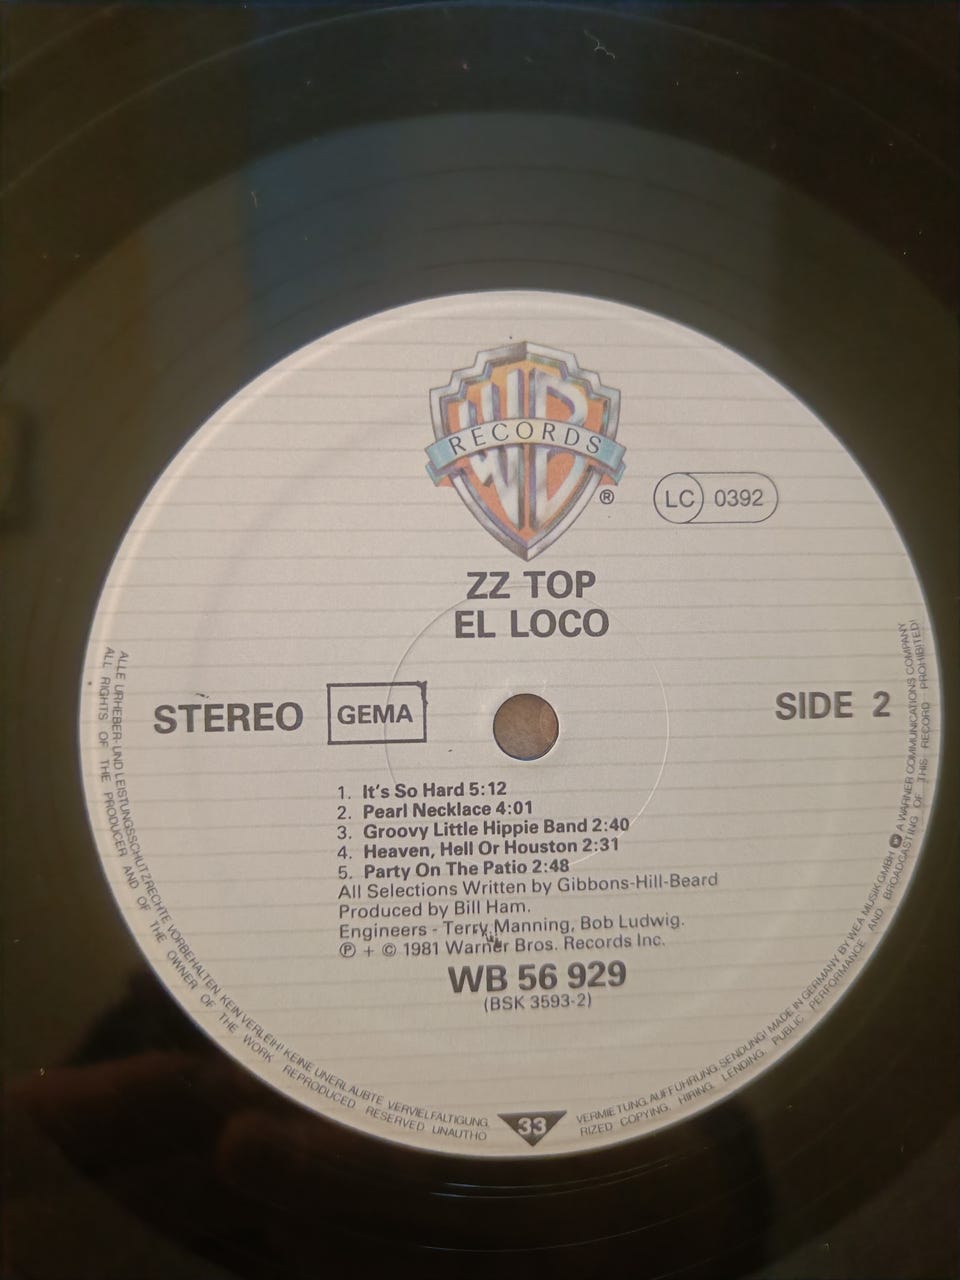 WB
RECORDS
®
LC 0392
ZZ TOP
EL LOCO
STEREO
GEMA
SIDE 2
1. It's So Hard 5:12
2. Pearl Necklace 4:01
3. Groovy Little Hippie Band 2:40
4. Heaven, Hell Or Houston 2:31
5. Party On The Patio 2:48
All Selections Written by Gibbons-Hill-Beard
Produced by Bill Ham.
Engineers - Terry Manning, Bob Ludwig.
℗ + © 1981 Warner Bros. Records Inc.
WB 56 929
(BSK 3593-2)
ALLE URHEBER- UND LEISTUNGSSCHUTZRECHTE VORBEHALTEN. KEIN VERLEIH! KEINE UNERLAUBTE VERVIELFÄLTIGUNG,
ALL RIGHTS OF THE PRODUCER AND OF THE OWNER OF THE WORK REPRODUCED RESERVED UNAUTHO
33
VERMIETUNG, AUFFÜHRUNG, SENDUNG! MADE IN GERMANY BY WEA MUSIK GMBH A WARNER COMMUNICATIONS COMPANY
RIZED COPYING, HIRING, LENDING, PUBLIC PERFORMANCE AND BROADCASTING OF THIS RECORD PROHIBITED!